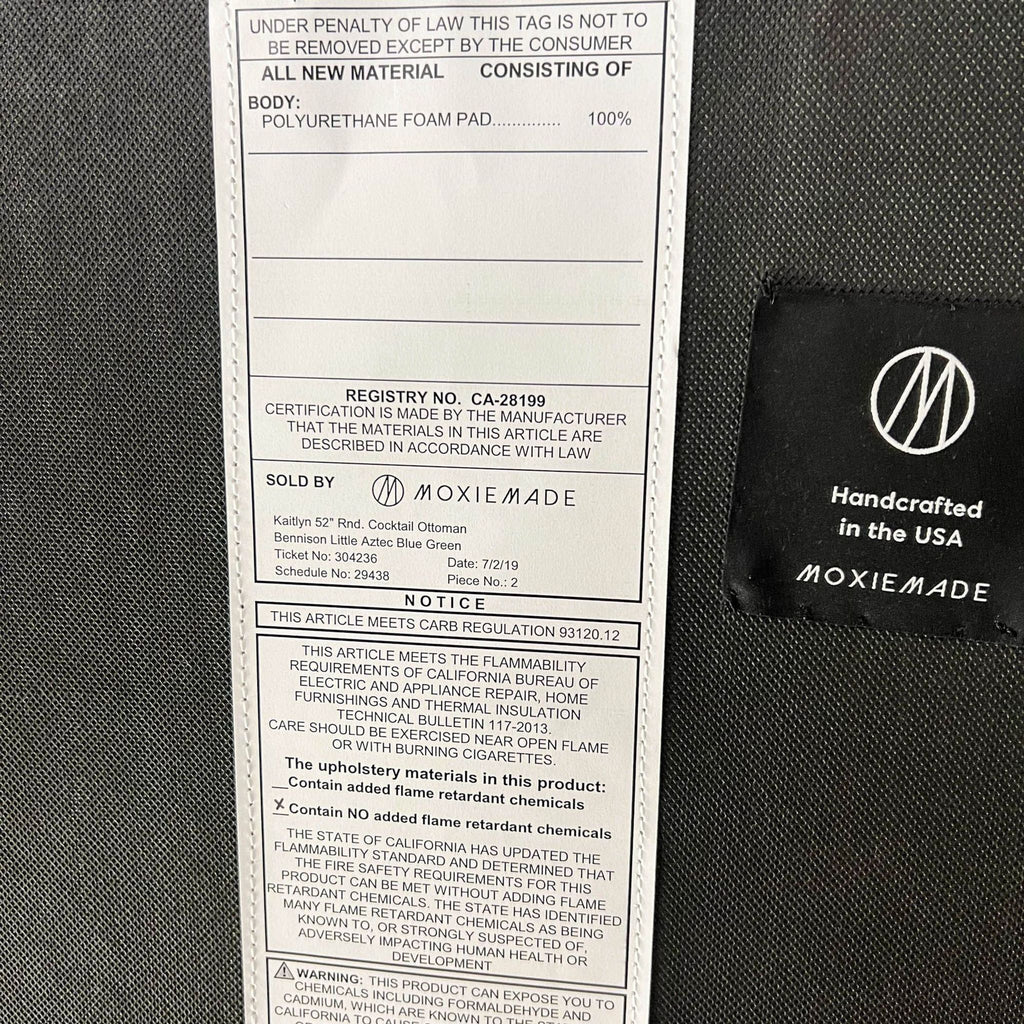 UNDER PENALTY OF LAW THIS TAG IS NOT TO
BE REMOVED EXCEPT BY THE CONSUMER
ALL NEW MATERIAL CONSISTING OF
BODY:
POLYURETHANE FOAM PAD.............. 100%
REGISTRY NO. CA-28199
CERTIFICATION IS MADE BY THE MANUFACTURER
THAT THE MATERIALS IN THIS ARTICLE ARE
DESCRIBED IN ACCORDANCE WITH LAW
SOLD BY M MOXIEMADE
Kaitlyn 52" Rnd. Cocktail Ottoman
Bennison Little Aztec Blue Green
Ticket No: 304236 Date: 7/2/19
Schedule No: 29438 Piece No.: 2
NOTICE
THIS ARTICLE MEETS CARB REGULATION 93120.12
THIS ARTICLE MEETS THE FLAMMABILITY
REQUIREMENTS OF CALIFORNIA BUREAU OF
ELECTRIC AND APPLIANCE REPAIR, HOME
FURNISHINGS AND THERMAL INSULATION
TECHNICAL BULLETIN 117-2013.
CARE SHOULD BE EXERCISED NEAR OPEN FLAME
OR WITH BURNING CIGARETTES.
The upholstery materials in this product:
__Contain added flame retardant chemicals
X Contain NO added flame retardant chemicals
THE STATE OF CALIFORNIA HAS UPDATED THE
FLAMMABILITY STANDARD AND DETERMINED THAT
THE FIRE SAFETY REQUIREMENTS FOR THIS
PRODUCT CAN BE MET WITHOUT ADDING FLAME
RETARDANT CHEMICALS. THE STATE HAS IDENTIFIED
MANY FLAME RETARDANT CHEMICALS AS BEING
KNOWN TO, OR STRONGLY SUSPECTED OF,
ADVERSELY IMPACTING HUMAN HEALTH OR
DEVELOPMENT
WARNING: THIS PRODUCT CAN EXPOSE YOU TO
CHEMICALS INCLUDING FORMALDEHYDE AND
CADMIUM, WHICH ARE KNOWN TO THE
CALIFORNIA TO CAUSE
M
Handcrafted
in the USA
MOXIEMADE